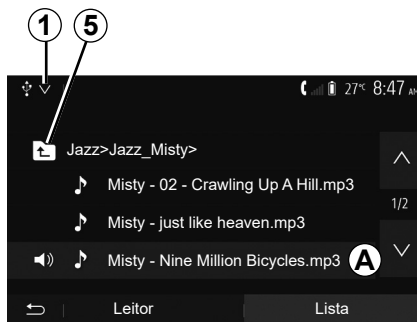 1 5
27°C 8:47 AM
Jazz>Jazz_Misty>
Misty - 02 - Crawling Up A Hill.mp3
Misty - just like heaven.mp3
1/2
Misty - Nine Million Bicycles.mp3 A
Leitor Lista